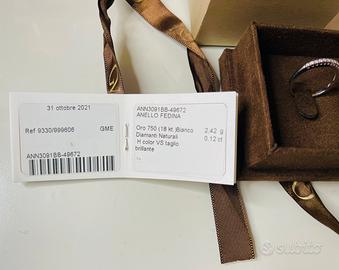 31 ottobre 2021
Ref 9330/999606 GME
ANN3091BB-49672
ANN3091BB-49672
ANELLO FEDINA
Oro 750 (18 kt.)Bianco 2.42 g
Diamanti Naturali 0.12 ct
H color VS taglio
brillante
subito